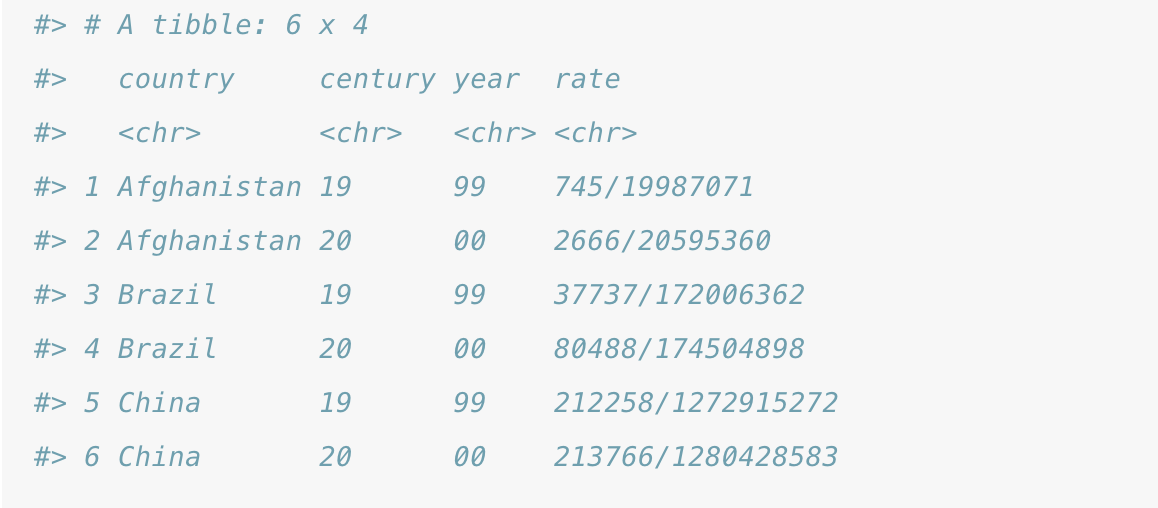 #> # A tibble: 6 x 4
#>   country     century year  rate
#>   <chr>       <chr>   <chr> <chr>
#> 1 Afghanistan 19      99    745/19987071
#> 2 Afghanistan 20      00    2666/20595360
#> 3 Brazil      19      99    37737/172006362
#> 4 Brazil      20      00    80488/174504898
#> 5 China       19      99    212258/1272915272
#> 6 China       20      00    213766/1280428583